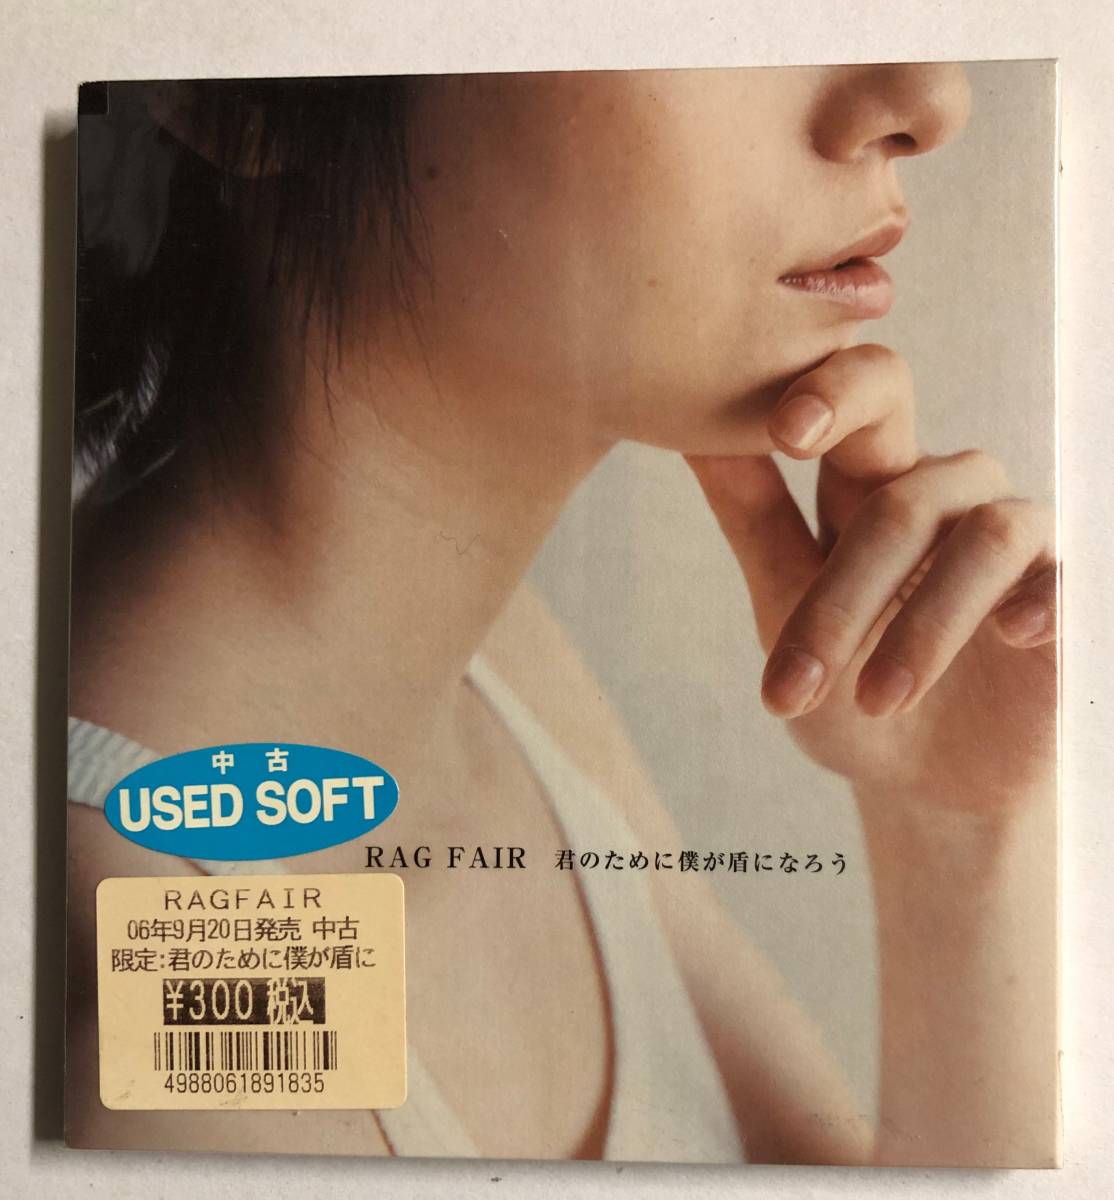 中古
USED SOFT
RAG FAIR 君のために僕が盾になろう
RAGFAIR
06年9月20日発売 中古
限定:君のために僕が盾に
¥300 税込
4988061891835